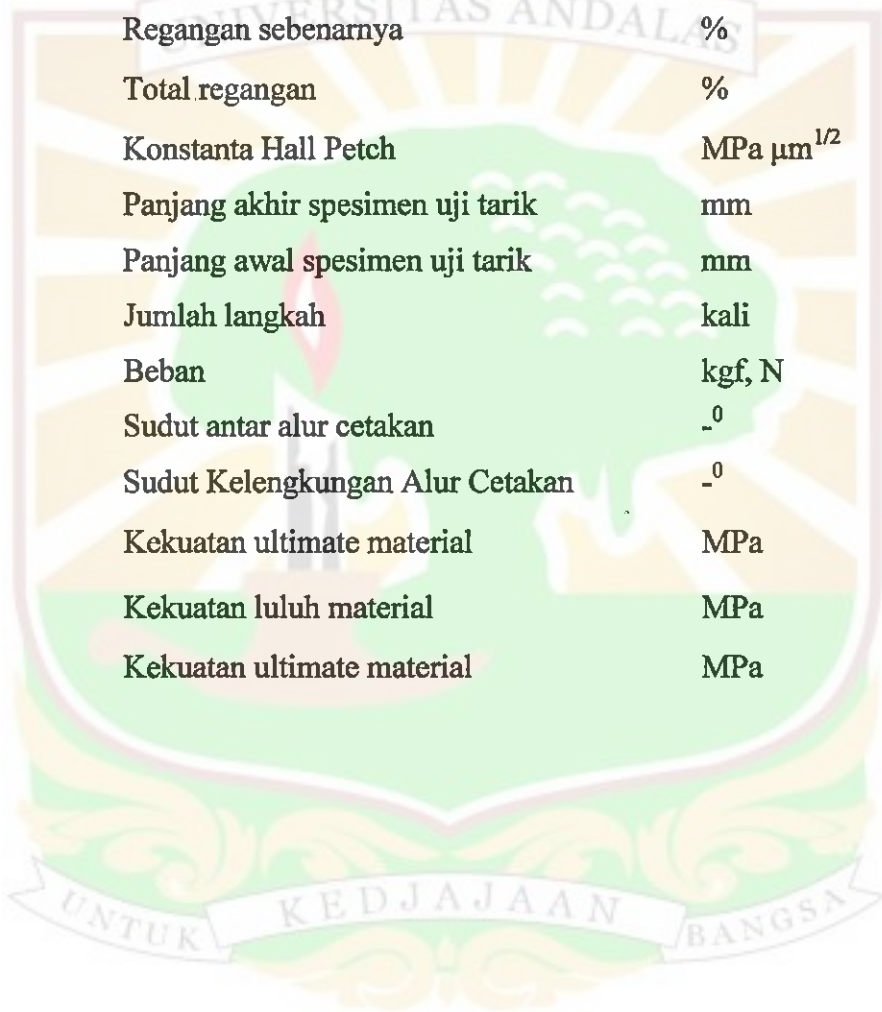 UNIVERSITAS ANDALAS
Regangan sebenarnya %
Total regangan %
Konstanta Hall Petch MPa μm^1/2
Panjang akhir spesimen uji tarik mm
Panjang awal spesimen uji tarik mm
Jumlah langkah kali
Beban kgf, N
Sudut antar alur cetakan -^0
Sudut Kelengkungan Alur Cetakan -^0
Kekuatan ultimate material MPa
Kekuatan luluh material MPa
Kekuatan ultimate material MPa
UNTUK KEDJAJAAN BANGSA